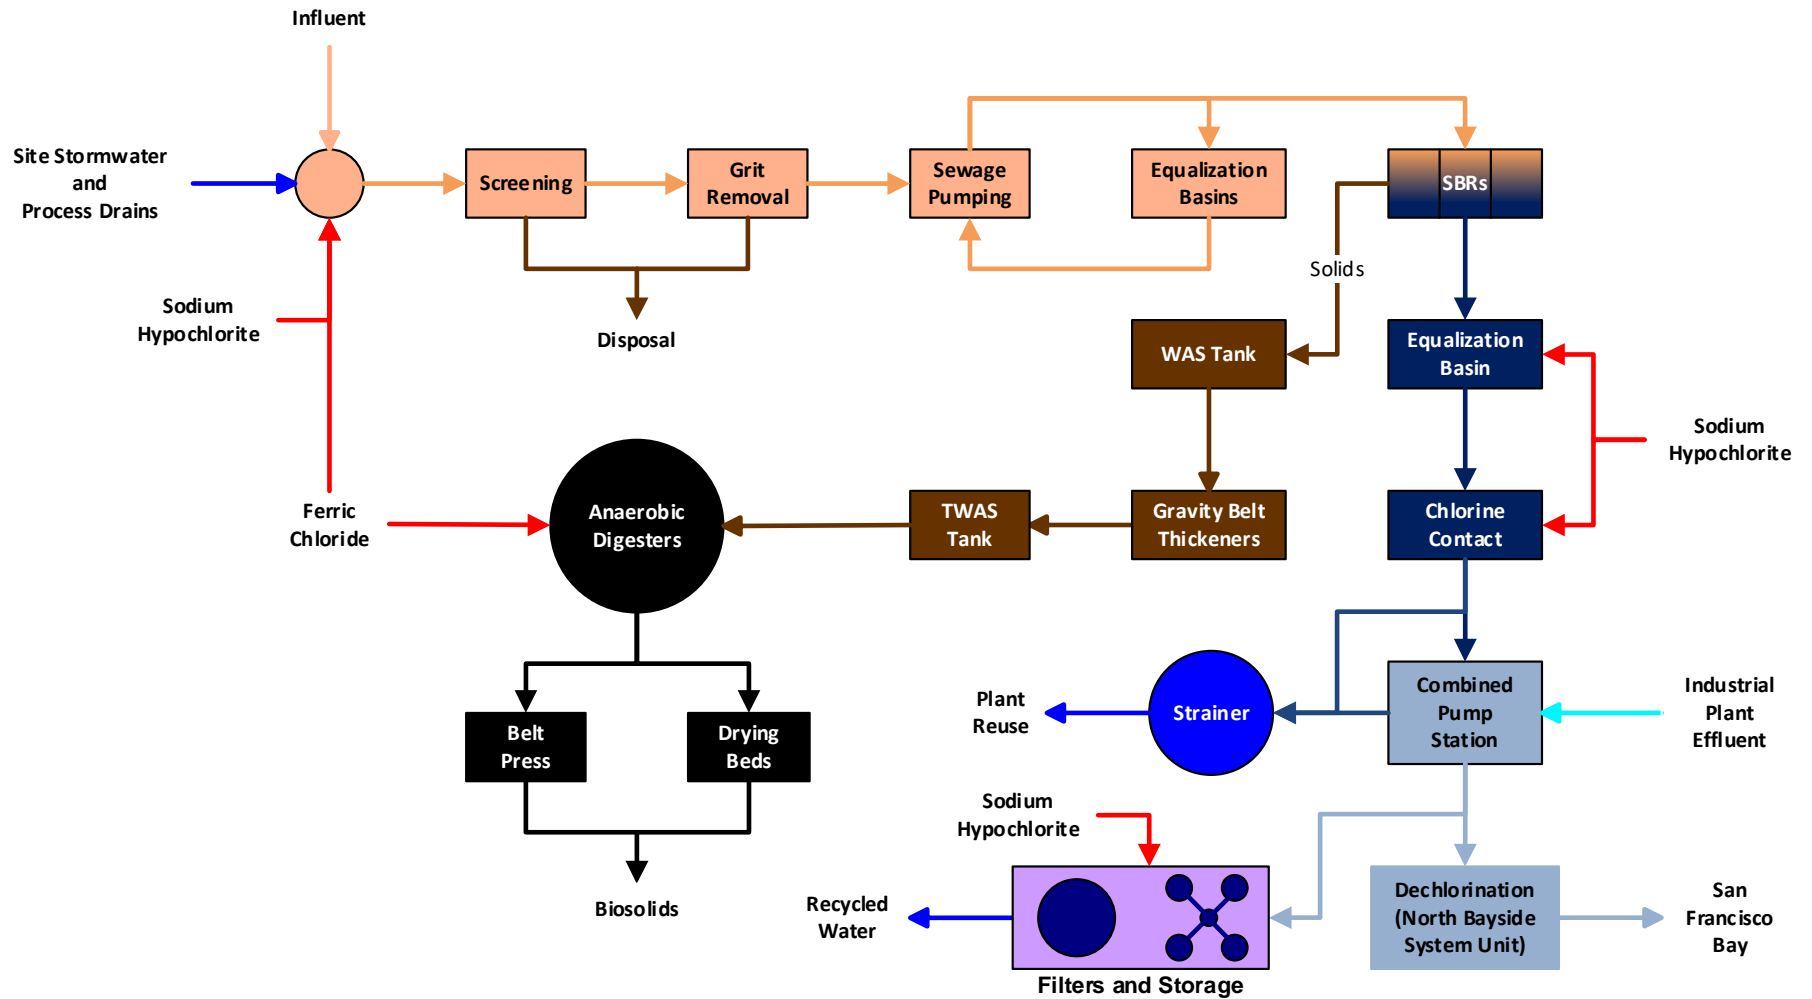 Influent
Site Stormwater
and
Process Drains
Screening
Grit
Removal
Sewage
Pumping
Equalization
Basins
SBRs
Solids
Sodium
Hypochlorite
Disposal
WAS Tank
Equalization
Basin
Sodium
Hypochlorite
Ferric
Chloride
Anaerobic
Digesters
TWAS
Tank
Gravity Belt
Thickeners
Chlorine
Contact
Belt
Press
Drying
Beds
Plant
Reuse
Strainer
Combined
Pump
Station
Industrial
Plant
Effluent
Sodium
Hypochlorite
Biosolids
Recycled
Water
Dechlorination
(North Bayside
System Unit)
San
Francisco
Bay
Filters and Storage